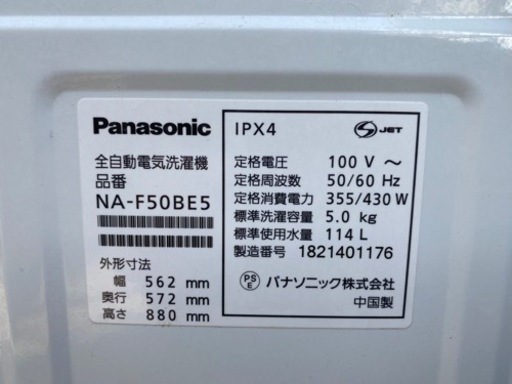 Panasonic
全自動電気洗濯機
品番
NA-F50BE5
外形寸法
幅 562 mm
奥行 572 mm
高さ 880 mm
IPX4
S JET
定格電圧 100 V ～
定格周波数 50/60 Hz
定格消費電力 355/430 W
標準洗濯容量 5.0 kg
標準使用水量 114 L
製造番号 1821401176
PS E パナソニック株式会社
中国製